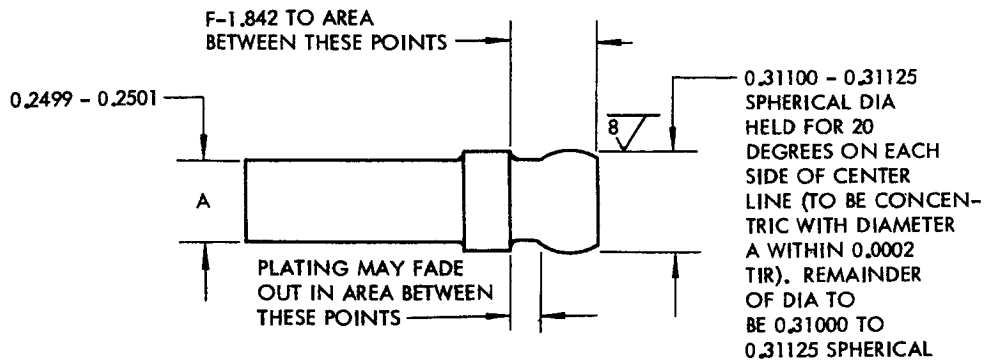 F-1.842 TO AREA
BETWEEN THESE POINTS
0.2499 - 0.2501
A
PLATING MAY FADE
OUT IN AREA BETWEEN
THESE POINTS
8
0.31100 - 0.31125
SPHERICAL DIA
HELD FOR 20
DEGREES ON EACH
SIDE OF CENTER
LINE (TO BE CONCEN-
TRIC WITH DIAMETER
A WITHIN 0.0002
TIR). REMAINDER
OF DIA TO
BE 0.31000 TO
0.31125 SPHERICAL